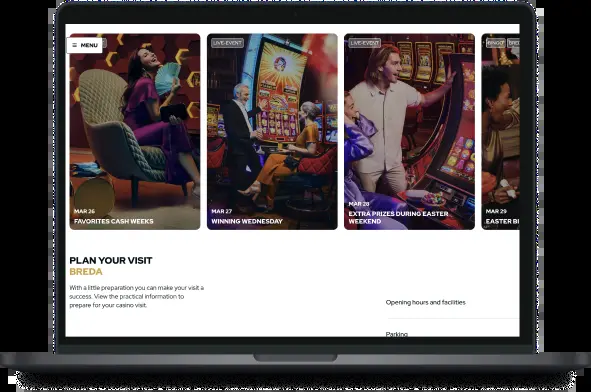 MENU
LIVE-EVENT
LIVE-EVENT
BINGO
MAR 26
FAVORITES CASH WEEKS
MAR 27
WINNING WEDNESDAY
MAR 28
EXTRA PRIZES DURING EASTER
WEEKEND
MAR 29
EASTER BI
PLAN YOUR VISIT
BREDA
With a little preparation you can make your visit a
success. View the practical information to
prepare for your casino visit.
Opening hours and facilities
Parking